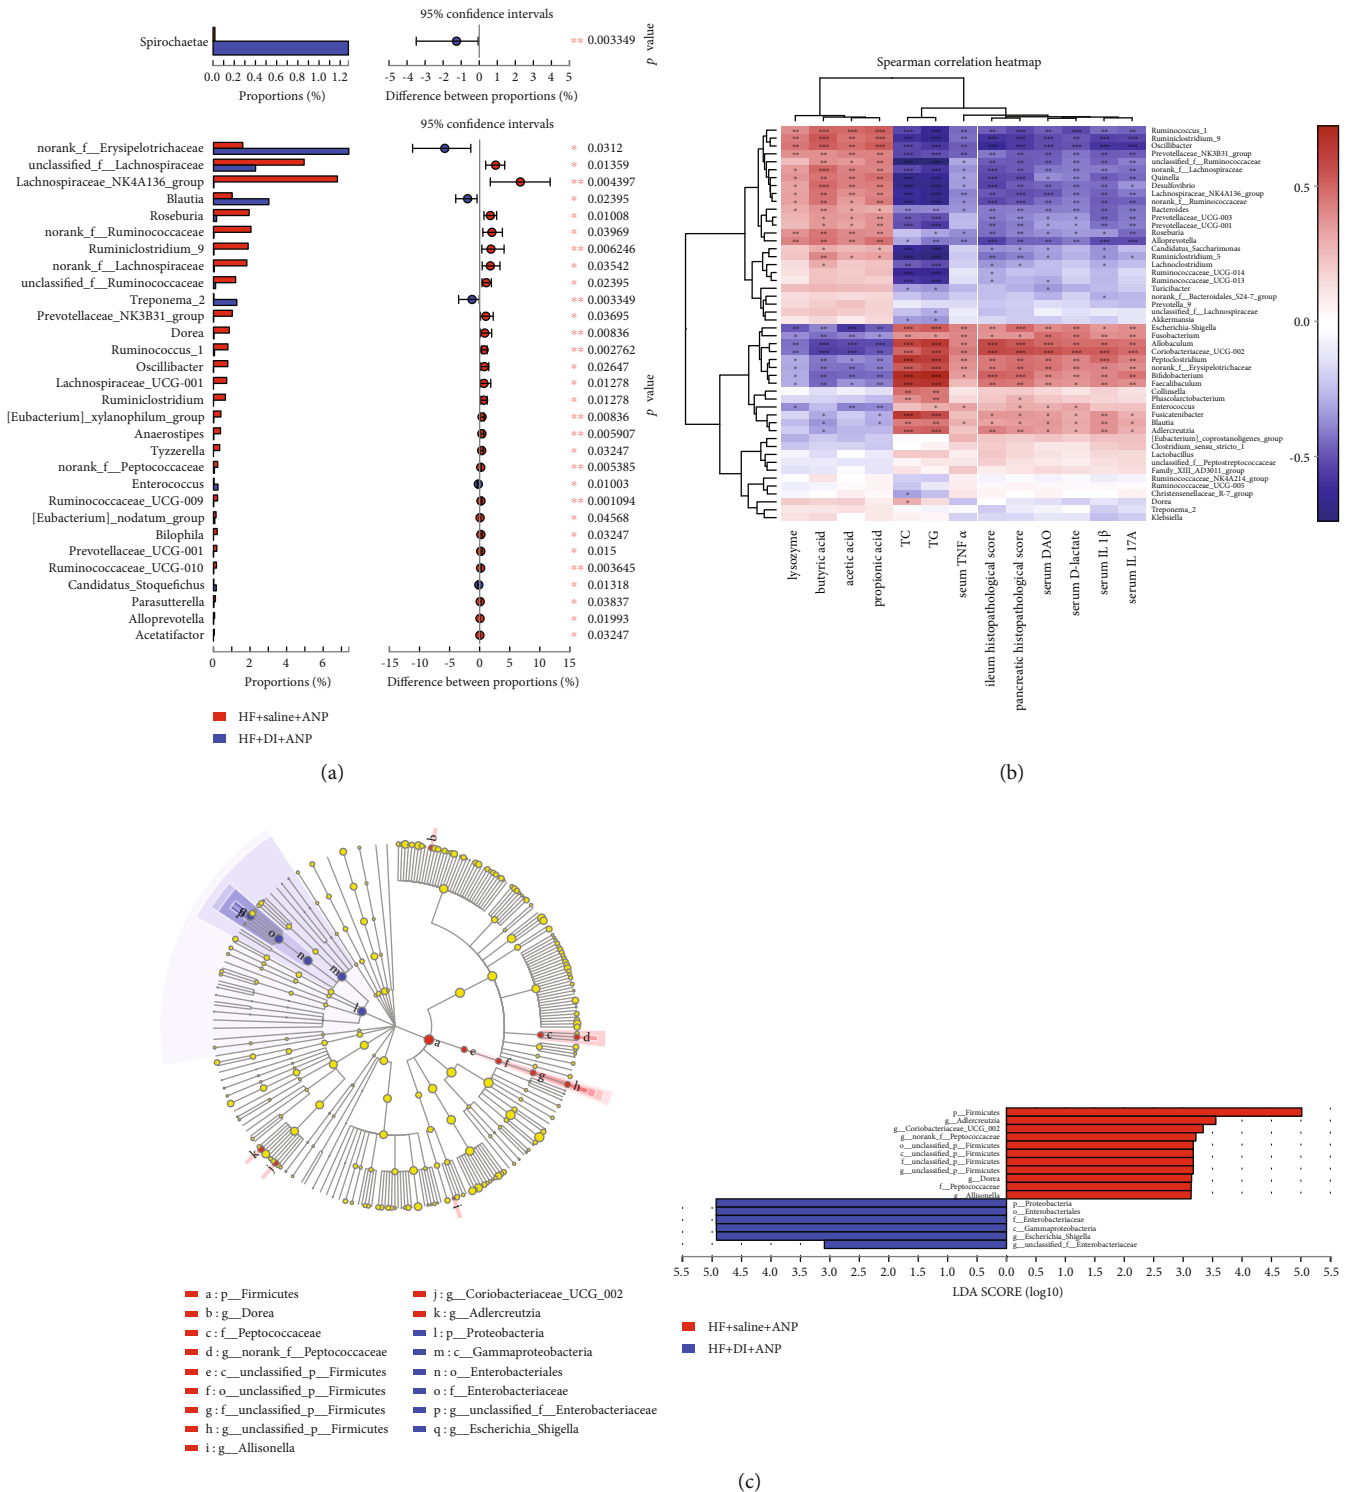 95% confidence intervals
Spirochaetae
** 0.003349
p value
0.0 0.2 0.4 0.6 0.8 1.0 1.2
-5 -4 -3 -2 -1 0 1 2 3 4 5
Proportions (%)
Difference between proportions (%)
95% confidence intervals
norank_f__Erysipelotrichaceae * 0.0312
unclassified_f__Lachnospiraceae * 0.01359
Lachnospiraceae_NK4A136_group ** 0.004397
Blautia * 0.02395
Roseburia * 0.01008
norank_f__Ruminococcaceae * 0.03969
Ruminiclostridium_9 ** 0.006246
norank_f__Lachnospiraceae * 0.03542
unclassified_f__Ruminococcaceae * 0.02395
Treponema_2 ** 0.003349
Prevotellaceae_NK3B31_group * 0.03695
Dorea ** 0.00836
Ruminococcus_1 ** 0.002762
Oscillibacter * 0.02647
Lachnospiraceae_UCG-001 * 0.01278
Ruminiclostridium * 0.01278
[Eubacterium]_xylanophilum_group ** 0.00836
Anaerostipes ** 0.005907
Tyzzerella * 0.03247
norank_f__Peptococcaceae ** 0.005385
Enterococcus * 0.01003
Ruminococcaceae_UCG-009 ** 0.001094
[Eubacterium]_nodatum_group * 0.04568
Bilophila * 0.03247
Prevotellaceae_UCG-001 * 0.015
Ruminococcaceae_UCG-010 ** 0.003645
Candidatus_Stoquefichus * 0.01318
Parasutterella * 0.03837
Alloprevotella * 0.01993
Acetatifactor * 0.03247
p value
0 2 4 6
-15 -10 -5 0 5 10 15
Proportions (%)
Difference between proportions (%)
HF+saline+ANP
HF+DI+ANP
(a)
Spearman correlation heatmap
Ruminococcus_1
Ruminiclostridium_9
Oscillibacter
Prevotellaceae_NK3B31_group
unclassified_f__Ruminococcaceae
norank_f__Lachnospiraceae
Quinella
Desulfovibrio
Lachnospiraceae_NK4A136_group
norank_f__Ruminococcaceae
Bacteroides
Prevotellaceae_UCG-003
Prevotellaceae_UCG-001
Roseburia
Alloprevotella
Candidatus_Saccharimonas
Ruminiclostridium_5
Lachnoclostridium
Ruminococcaceae_UCG-014
Ruminococcaceae_UCG-013
Turicibacter
norank_f__Bacteroidales_S24-7_group
Prevotella_9
unclassified_f__Lachnospiraceae
Akkermansia
Escherichia-Shigella
Fusobacterium
Allobaculum
Coriobacteriaceae_UCG-002
Peptoclostridium
norank_f__Erysipelotrichaceae
Bifidobacterium
Faecalibaculum
Collinsella
Phascolarctobacterium
Enterococcus
Fusicatenibacter
Blautia
Adlercreutzia
[Eubacterium]_coprostanoligenes_group
Clostridium_sensu_stricto_1
Lactobacillus
unclassified_f__Peptostreptococcaceae
Family_XIII_AD3011_group
Ruminococcaceae_NK4A214_group
Ruminococcaceae_UCG-005
Christensenellaceae_R-7_group
Dorea
Treponema_2
Klebsiella
0.5
0.0
-0.5
lysozyme
butyric acid
acetic acid
propionic acid
TC
TG
seum TNF α
ileum histopathological score
pancreatic histopathological score
serum DAO
serum D-lactate
serum IL 1β
serum IL 17A
(b)
b
o
n
m
l
a
c
d
e
f
g
h
k
j
i
a : p__Firmicutes
b : g__Dorea
c : f__Peptococcaceae
d : g__norank_f__Peptococcaceae
e : c__unclassified_p__Firmicutes
f : o__unclassified_p__Firmicutes
g : f__unclassified_p__Firmicutes
h : g__unclassified_p__Firmicutes
i : g__Allisonella
j : g__Coriobacteriaceae_UCG_002
k : g__Adlercreutzia
l : p__Proteobacteria
m : c__Gammaproteobacteria
n : o__Enterobacteriales
o : f__Enterobacteriaceae
p : g__unclassified_f__Enterobacteriaceae
q : g__Escherichia_Shigella
p__Firmicutes
g__Adlercreutzia
g__Coriobacteriaceae_UCG_002
g__norank_f__Peptococcaceae
o__unclassified_p__Firmicutes
c__unclassified_p__Firmicutes
f__unclassified_p__Firmicutes
g__unclassified_p__Firmicutes
g__Dorea
f__Peptococcaceae
g__Allisonella
p__Proteobacteria
o__Enterobacteriales
f__Enterobacteriaceae
c__Gammaproteobacteria
g__Escherichia_Shigella
g__unclassified_f__Enterobacteriaceae
5.5 5.0 4.5 4.0 3.5 3.0 2.5 2.0 1.5 1.0 0.5 0.0 0.5 1.0 1.5 2.0 2.5 3.0 3.5 4.0 4.5 5.0 5.5
LDA SCORE (log10)
HF+saline+ANP
HF+DI+ANP
(c)